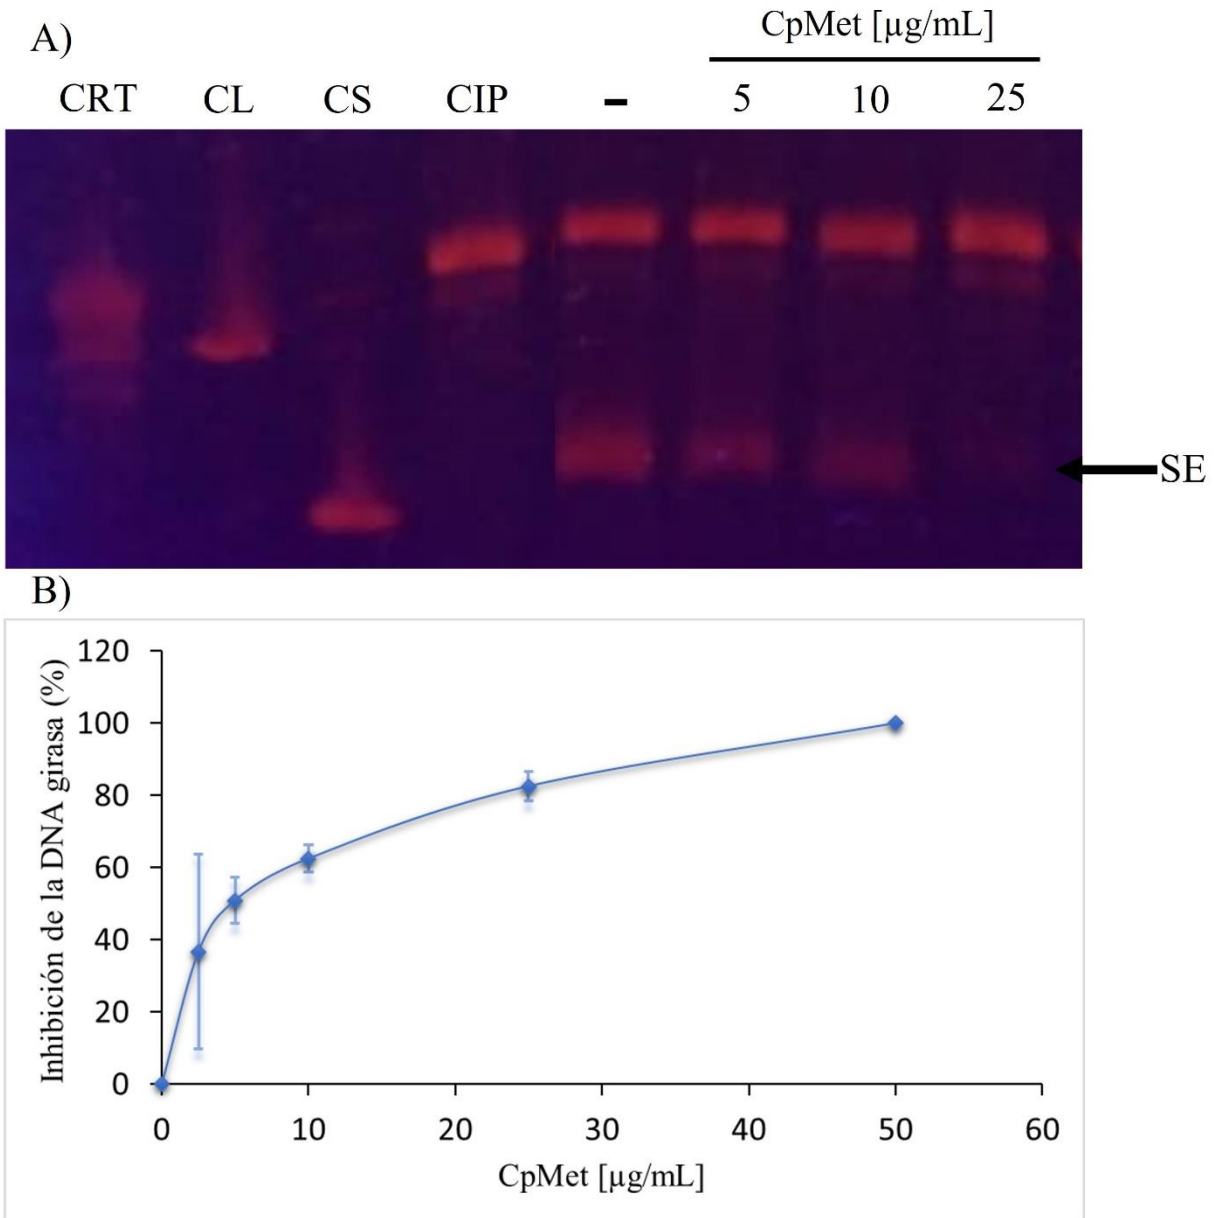 A)
CpMet [µg/mL]
CRT CL CS CIP - 5 10 25
SE
B)
120
100
80
60
40
20
0
Inhibición de la DNA girasa (%)
0 10 20 30 40 50 60
CpMet [µg/mL]